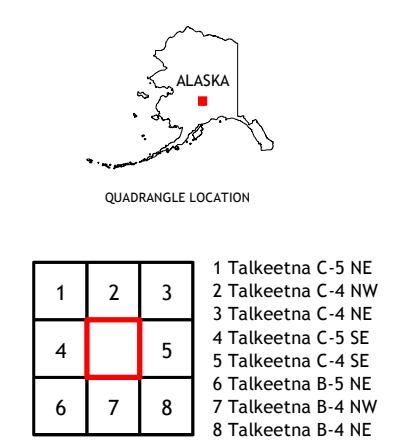 ALASKA
QUADRANGLE LOCATION
1 2 3
4 5
6 7 8
1 Talkeetna C-5 NE
2 Talkeetna C-4 NW
3 Talkeetna C-4 NE
4 Talkeetna C-5 SE
5 Talkeetna C-4 SE
6 Talkeetna B-5 NE
7 Talkeetna B-4 NW
8 Talkeetna B-4 NE